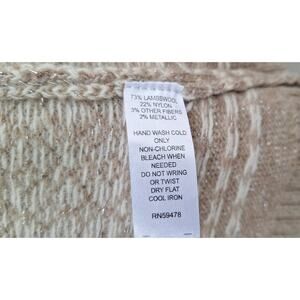 73% LAMBSWOOL
22% NYLON
3% OTHER FIBERS
2% METALLIC
HAND WASH COLD
ONLY
NON-CHLORINE
BLEACH WHEN
NEEDED
DO NOT WRING
OR TWIST
DRY FLAT
COOL IRON
RN59478